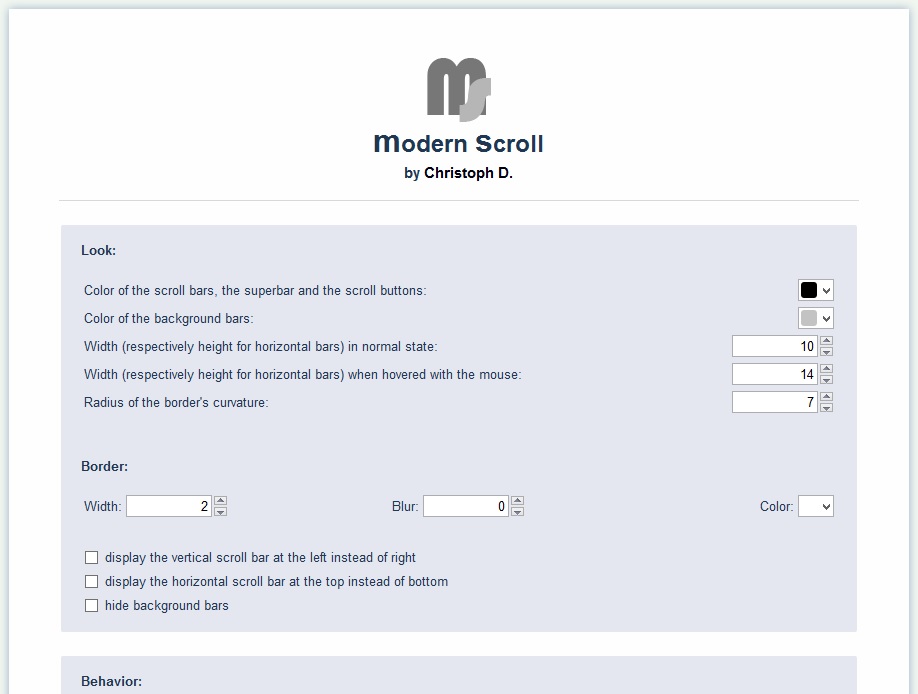 ms
modern scroll
by Christoph D.
Look:
Color of the scroll bars, the superbar and the scroll buttons:
Color of the background bars:
Width (respectively height for horizontal bars) in normal state: 10
Width (respectively height for horizontal bars) when hovered with the mouse: 14
Radius of the border's curvature: 7
Border:
Width: 2 Blur: 0 Color:
display the vertical scroll bar at the left instead of right
display the horizontal scroll bar at the top instead of bottom
hide background bars
Behavior: